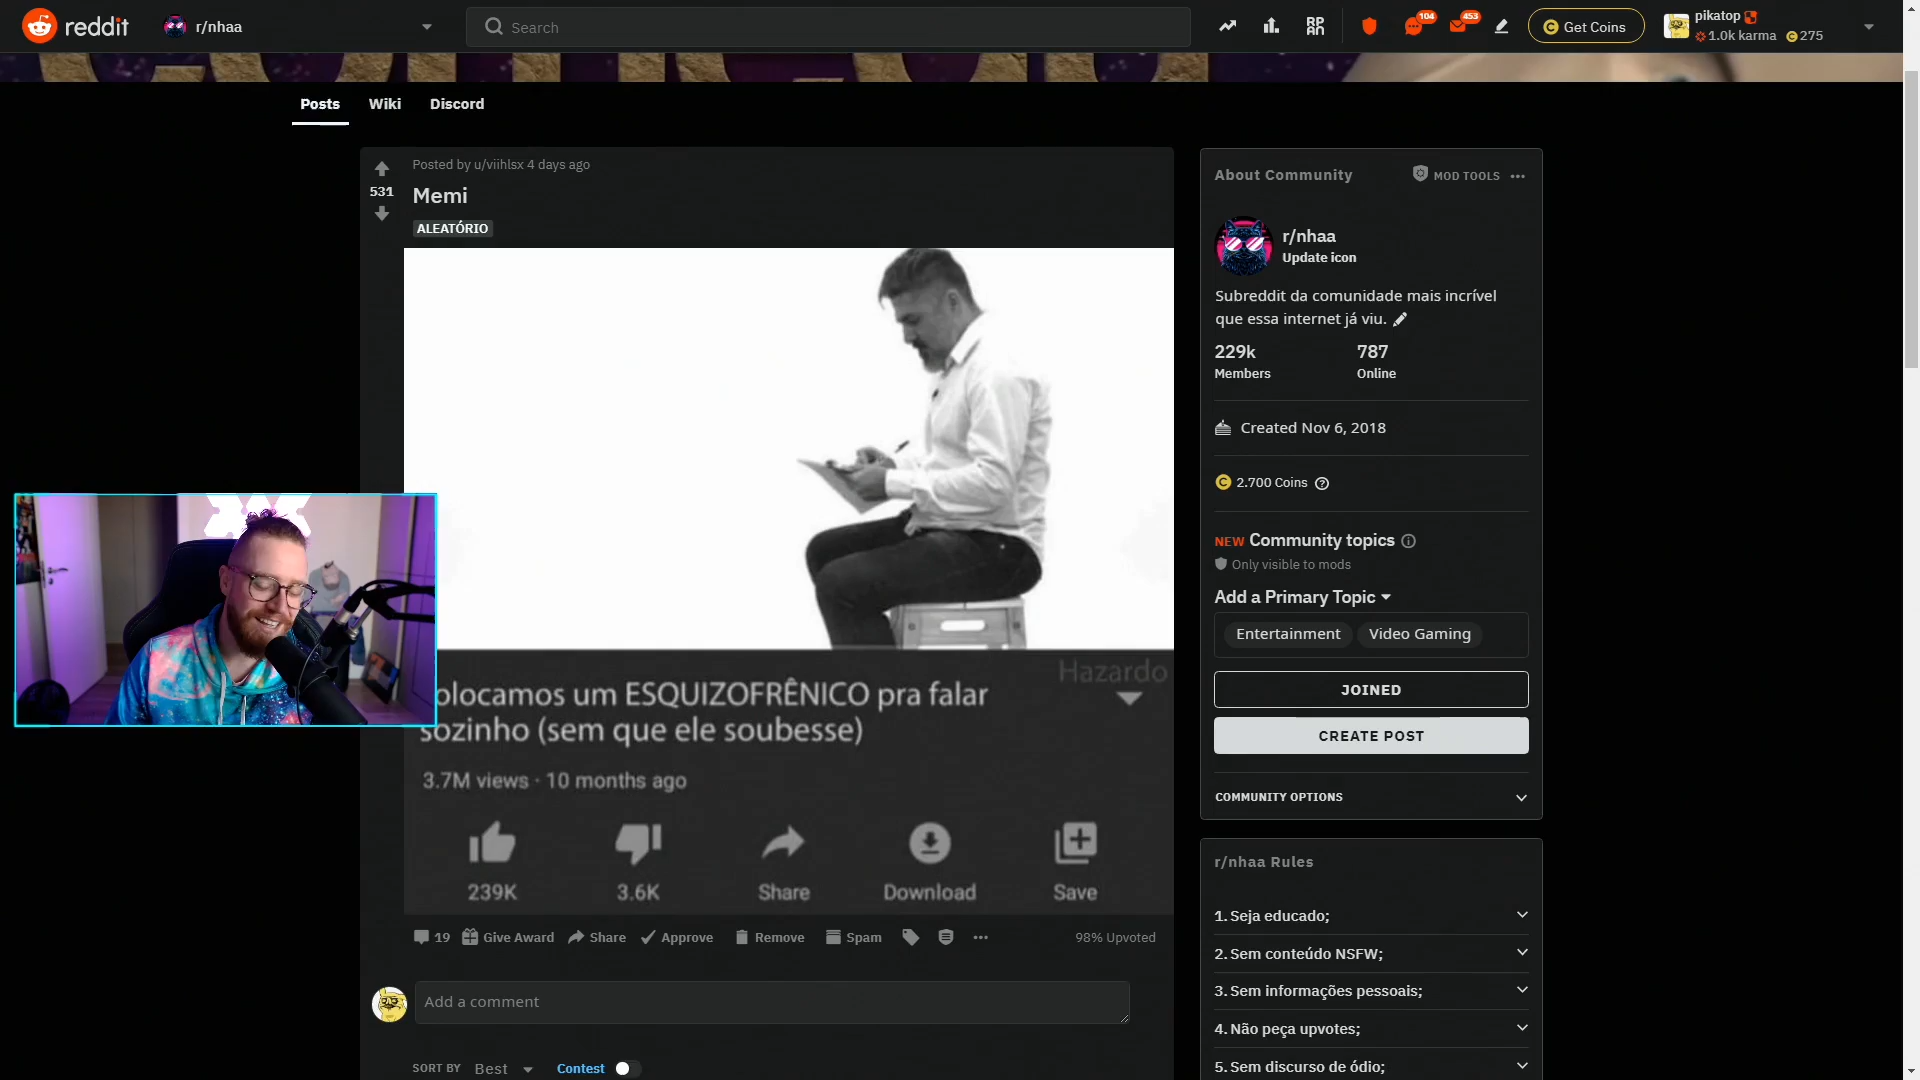 reddit
r/nhaa
Search
104
453
Get Coins
pikatop
1.0k karma
275
Posts
Wiki
Discord
531
Posted by u/viihlsx 4 days ago
Memi
ALEATÓRIO
Hazardo
olocamos um ESQUIZOFRÊNICO pra falar
sozinho (sem que ele soubesse)
3.7M views · 10 months ago
239K
3.6K
Share
Download
Save
19
Give Award
Share
Approve
Remove
Spam
98% Upvoted
Add a comment
SORT BY
Best
Contest
About Community
MOD TOOLS
r/nhaa
Update icon
Subreddit da comunidade mais incrível
que essa internet já viu.
229k
787
Members
Online
Created Nov 6, 2018
2.700 Coins
NEW Community topics
Only visible to mods
Add a Primary Topic
Entertainment
Video Gaming
JOINED
CREATE POST
COMMUNITY OPTIONS
r/nhaa Rules
1. Seja educado;
2. Sem conteúdo NSFW;
3. Sem informações pessoais;
4. Não peça upvotes;
5. Sem discurso de ódio;